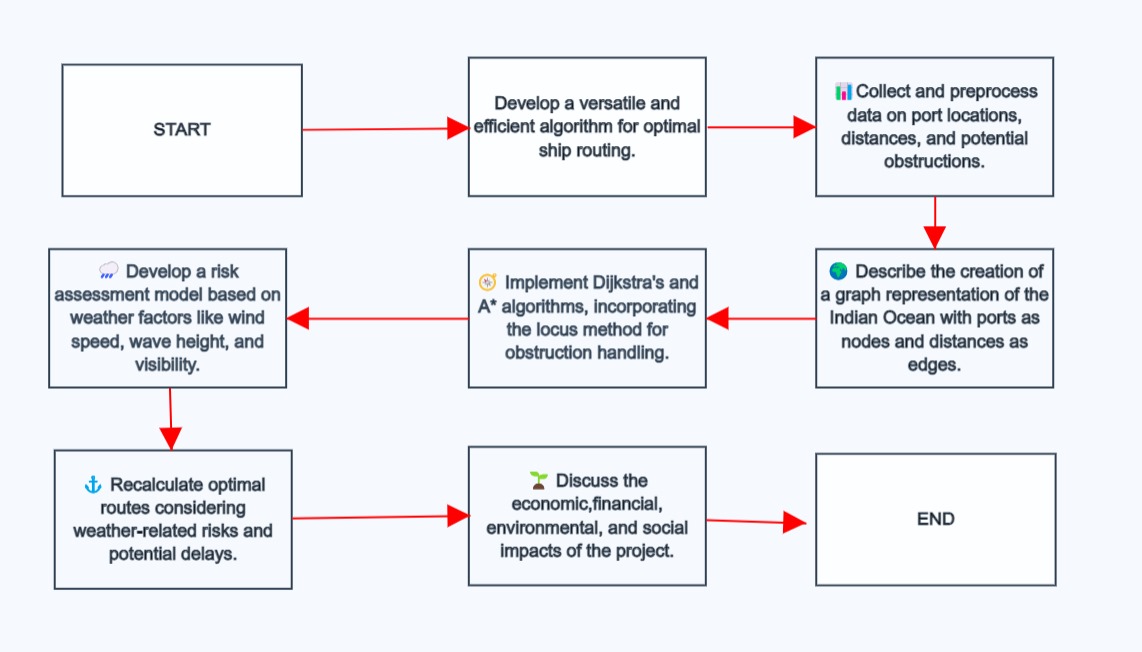 START
Develop a versatile and
efficient algorithm for optimal
ship routing.
Collect and preprocess
data on port locations,
distances, and potential
obstructions.
Describe the creation of
a graph representation of the
Indian Ocean with ports as
nodes and distances as
edges.
Implement Dijkstra's and
A* algorithms, incorporating
the locus method for
obstruction handling.
Develop a risk
assessment model based on
weather factors like wind
speed, wave height, and
visibility.
Recalculate optimal
routes considering
weather-related risks and
potential delays.
Discuss the
economic,financial,
environmental, and social
impacts of the project.
END